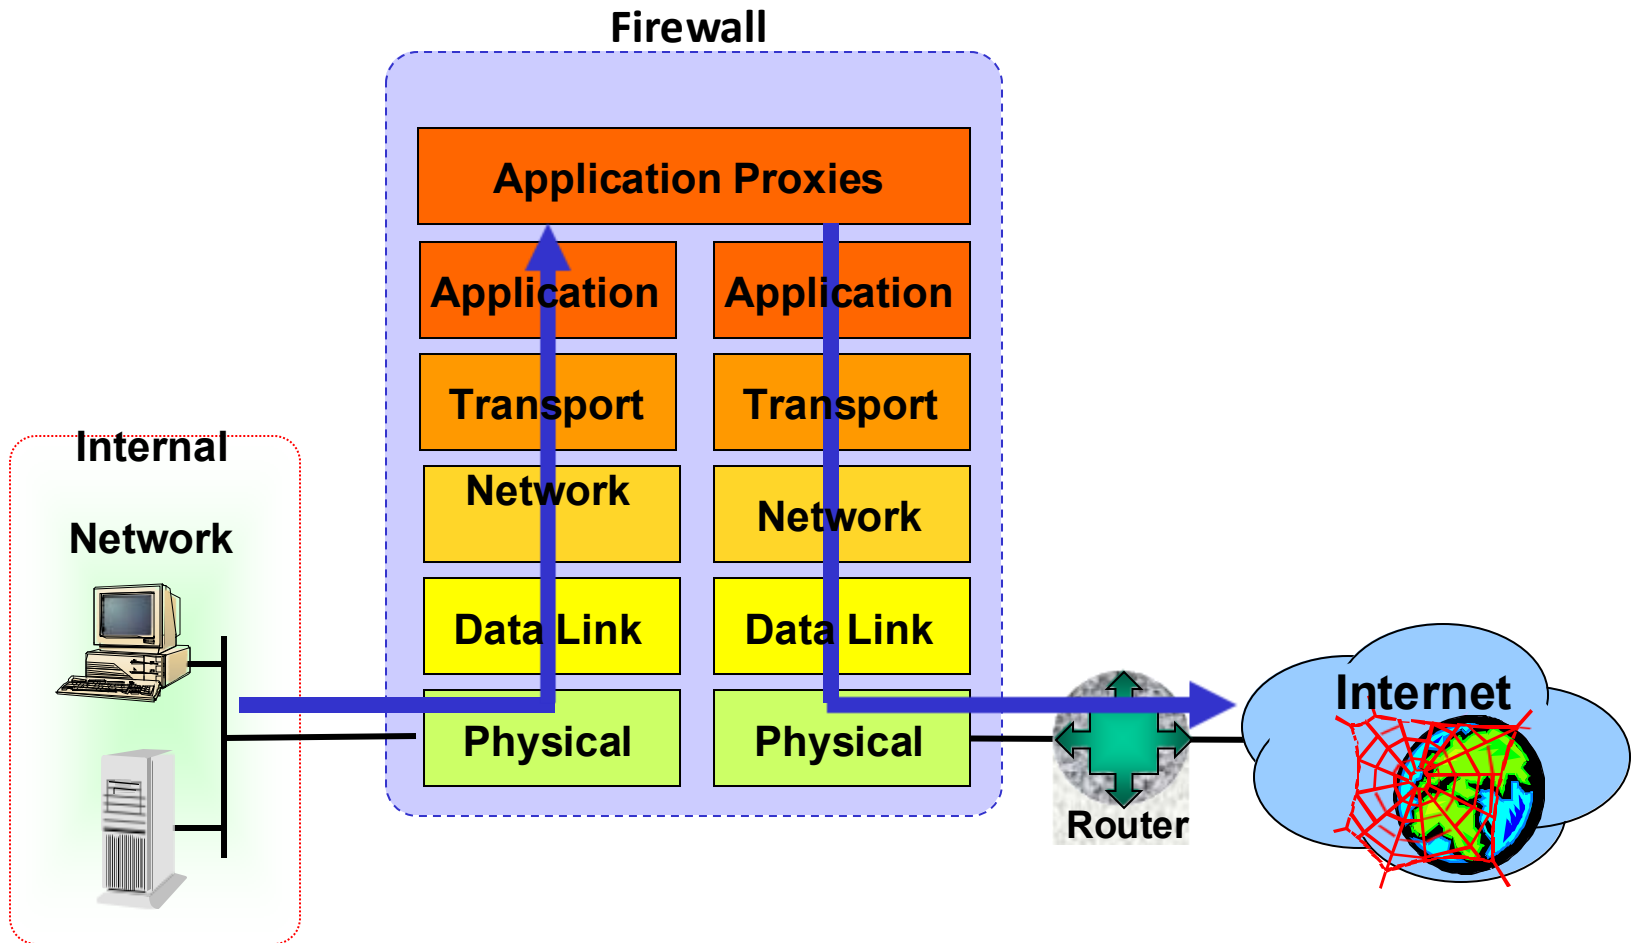 Firewall
Application Proxies
Application
Application
Transport
Transport
Internal
Network
Network
Network
Data Link
Data Link
Internet
Physical
Physical
Router